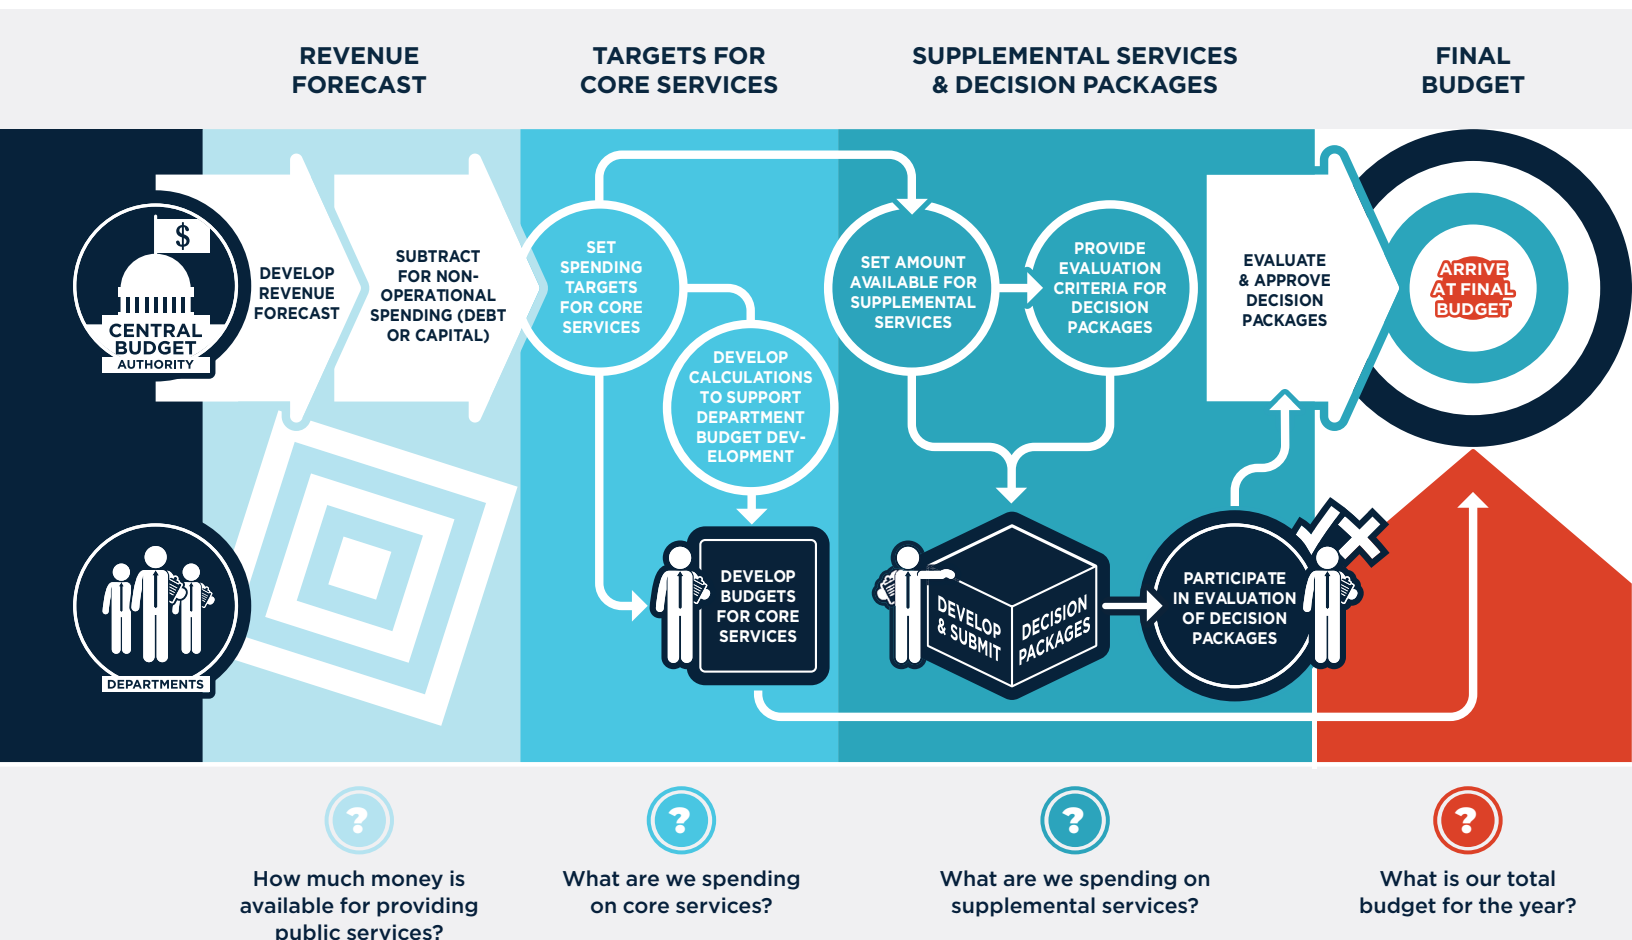 REVENUE
FORECAST
TARGETS FOR
CORE SERVICES
SUPPLEMENTAL SERVICES
& DECISION PACKAGES
FINAL
BUDGET
$
CENTRAL
BUDGET
AUTHORITY
DEVELOP
REVENUE
FORECAST
SUBTRACT
FOR NON-
OPERATIONAL
SPENDING (DEBT
OR CAPITAL)
SET
SPENDING
TARGETS
FOR CORE
SERVICES
DEVELOP
CALCULATIONS
TO SUPPORT
DEPARTMENT
BUDGET DEV-
ELOPMENT
SET AMOUNT
AVAILABLE FOR
SUPPLEMENTAL
SERVICES
PROVIDE
EVALUATION
CRITERIA FOR
DECISION
PACKAGES
EVALUATE
& APPROVE
DECISION
PACKAGES
ARRIVE
AT FINAL
BUDGET
DEPARTMENTS
DEVELOP
BUDGETS
FOR CORE
SERVICES
DEVELOP
& SUBMIT
DECISION
PACKAGES
PARTICIPATE
IN EVALUATION
OF DECISION
PACKAGES
?
How much money is
available for providing
public services?
?
What are we spending
on core services?
?
What are we spending on
supplemental services?
?
What is our total
budget for the year?